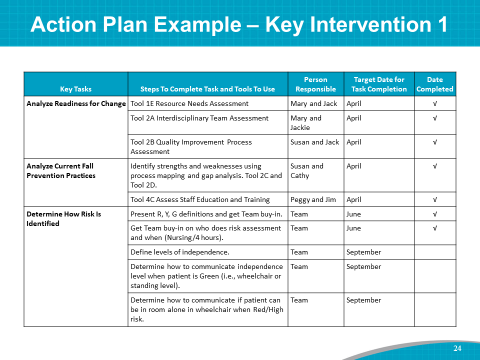 Action Plan Example – Key Intervention 1
Key Tasks
Steps To Complete Task and Tools To Use
Person
Responsible
Target Date for
Task Completion
Date
Completed
Analyze Readiness for Change
Tool 1E Resource Needs Assessment
Mary and Jack
April
√
Tool 2A Interdisciplinary Team Assessment
Mary and
Jackie
April
√
Tool 2B Quality Improvement Process
Assessment
Susan and Jack
April
√
Analyze Current Fall
Prevention Practices
Identify strengths and weaknesses using
process mapping and gap analysis. Tool 2C and
Tool 2D.
Susan and
Cathy
April
√
Tool 4C Assess Staff Education and Training
Peggy and Jim
April
√
Determine How Risk Is
Identified
Present R, Y, G definitions and get Team buy-in.
Team
June
√
Get Team buy-in on who does risk assessment
and when (Nursing/4 hours).
Team
June
√
Define levels of independence.
Team
September
Determine how to communicate independence
level when patient is Green (i.e., wheelchair or
standing level).
Team
September
Determine how to communicate if patient can
be in room alone in wheelchair when Red/High
risk.
Team
September
24